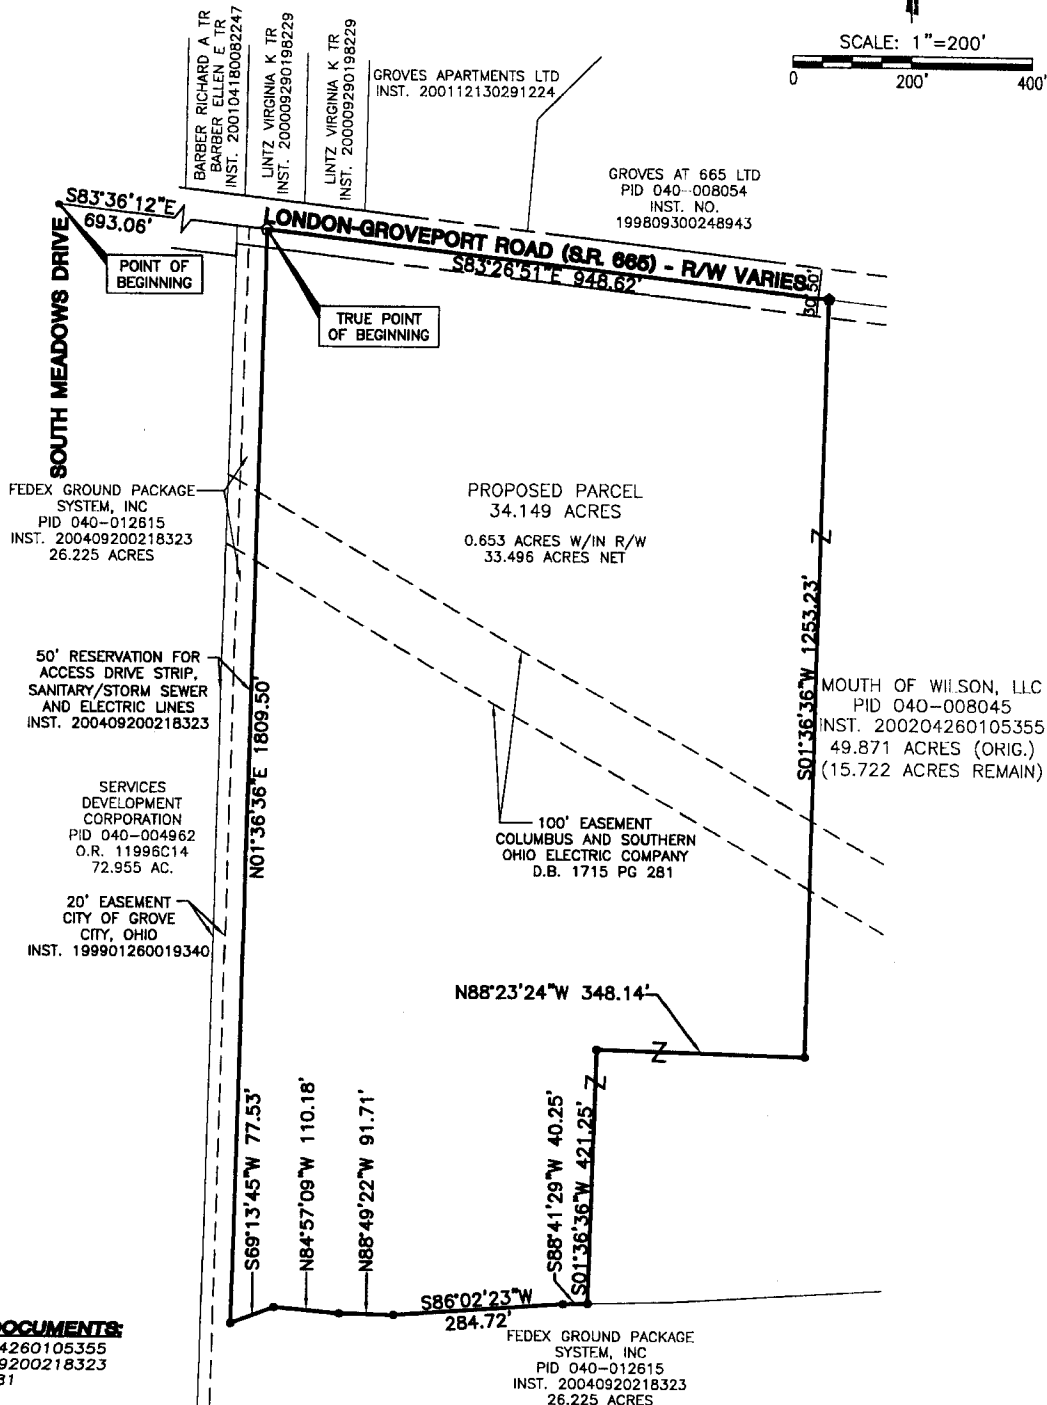 SCALE: 1"=200'
0 200' 400'
BARBER RICHARD A TR
BARBER ELLEN E TR
INST. 200104180082247
LINTZ VIRGINIA K TR
INST. 200009290198229
LINTZ VIRGINIA K TR
INST. 200009290198229
GROVES APARTMENTS LTD
INST. 200112130291224
GROVES AT 665 LTD
PID 040-008054
INST. NO.
199809300248943
S83°36'12"E
693.06'
LONDON-GROVEPORT ROAD (S.R. 665) - R/W VARIES
S83°26'51"E 948.62'
30.50'
POINT OF
BEGINNING
TRUE POINT
OF BEGINNING
SOUTH MEADOWS DRIVE
FEDEX GROUND PACKAGE
SYSTEM, INC
PID 040-012615
INST. 200409200218323
26.225 ACRES
PROPOSED PARCEL
34.149 ACRES
0.653 ACRES W/IN R/W
33.496 ACRES NET
50' RESERVATION FOR
ACCESS DRIVE STRIP,
SANITARY/STORM SEWER
AND ELECTRIC LINES
INST. 200409200218323
N01°36'36"E 1809.50'
S01°36'36"W 1253.23'
MOUTH OF WILSON, LLC
PID 040-008045
INST. 200204260105355
49.871 ACRES (ORIG.)
(15.722 ACRES REMAIN)
SERVICES
DEVELOPMENT
CORPORATION
PID 040-004962
O.R. 11996C14
72.955 AC.
100' EASEMENT
COLUMBUS AND SOUTHERN
OHIO ELECTRIC COMPANY
D.B. 1715 PG 281
20' EASEMENT
CITY OF GROVE
CITY, OHIO
INST. 199901260019340
N88°23'24"W 348.14'
S69°13'45"W 77.53'
N84°57'09"W 110.18'
N88°49'22"W 91.71'
S88°41'29"W 40.25'
S01°36'36"W 421.25'
S86°02'23"W
284.72'
FEDEX GROUND PACKAGE
SYSTEM, INC
PID 040-012615
INST. 20040920218323
26.225 ACRES
DOCUMENTS:
4260105355
9200218323
31